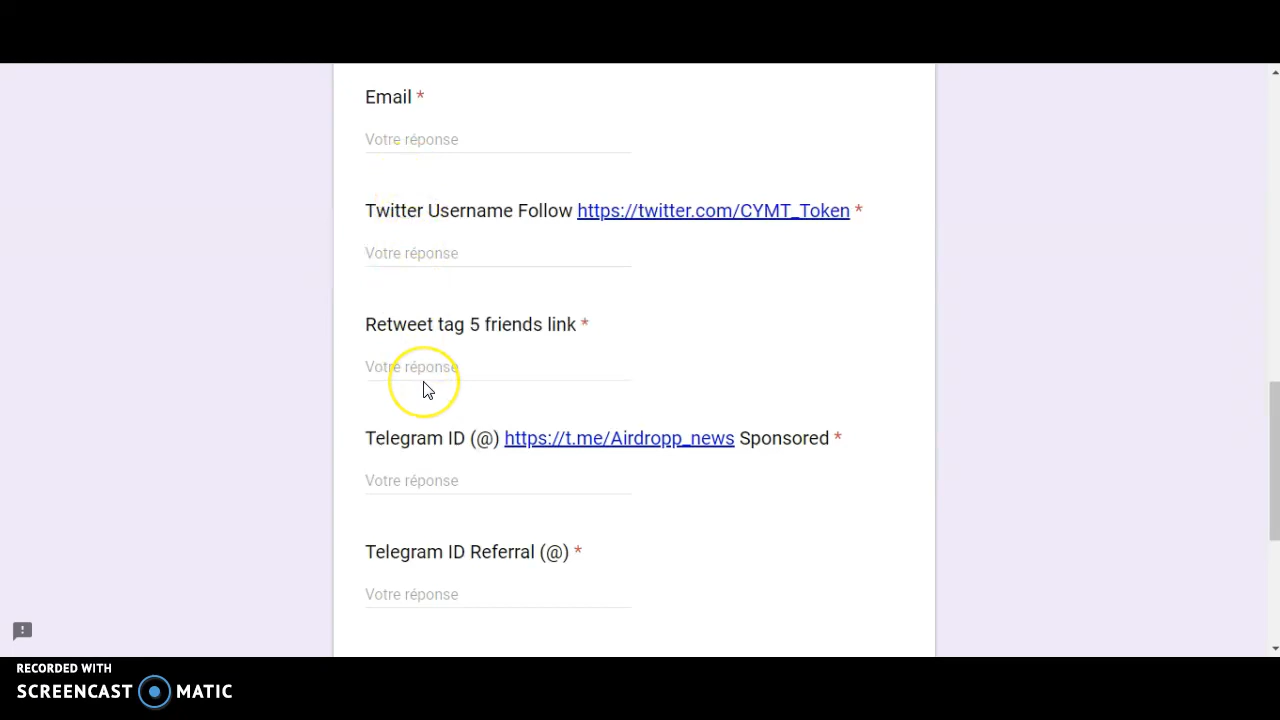 Email *
Votre réponse
Twitter Username Follow https://twitter.com/CYMT_Token *
Votre réponse
Retweet tag 5 friends link *
Votre réponse
Telegram ID (@) https://t.me/Airdropp_news Sponsored *
Votre réponse
Telegram ID Referral (@) *
Votre réponse
RECORDED WITH
SCREENCAST MATIC